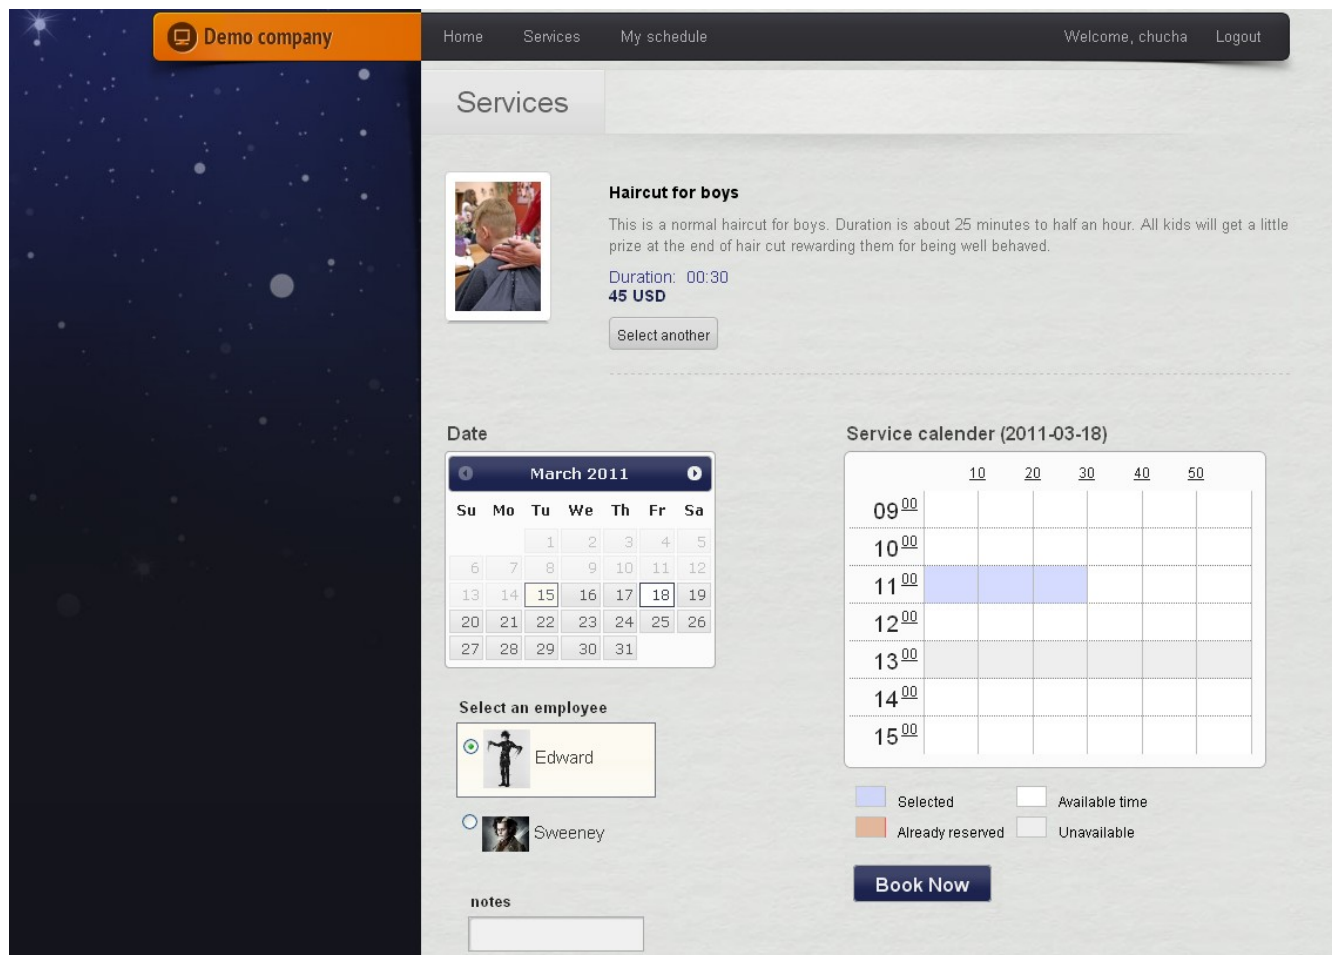 Demo company
Home Services My schedule Welcome, chucha Logout
Services
Haircut for boys
This is a normal haircut for boys. Duration is about 25 minutes to half an hour. All kids will get a little
prize at the end of hair cut rewarding them for being well behaved.
Duration: 00:30
45 USD
Select another
Date
March 2011
Su Mo Tu We Th Fr Sa
1 2 3 4 5
6 7 8 9 10 11 12
13 14 15 16 17 18 19
20 21 22 23 24 25 26
27 28 29 30 31
Select an employee
Edward
Sweeney
notes
Service calender (2011-03-18)
10 20 30 40 50
09 00
10 00
11 00
12 00
13 00
14 00
15 00
Selected Available time
Already reserved Unavailable
Book Now